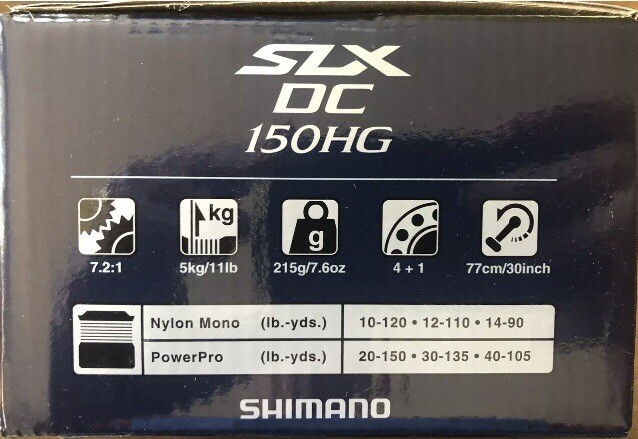 SLX
DC
150HG
kg
g
7.2:1 5kg/11lb 215g/7.6oz 4 + 1 77cm/30inch
Nylon Mono (lb.-yds.) 10-120 • 12-110 • 14-90
PowerPro (lb.-yds.) 20-150 • 30-135 • 40-105
SHIMANO